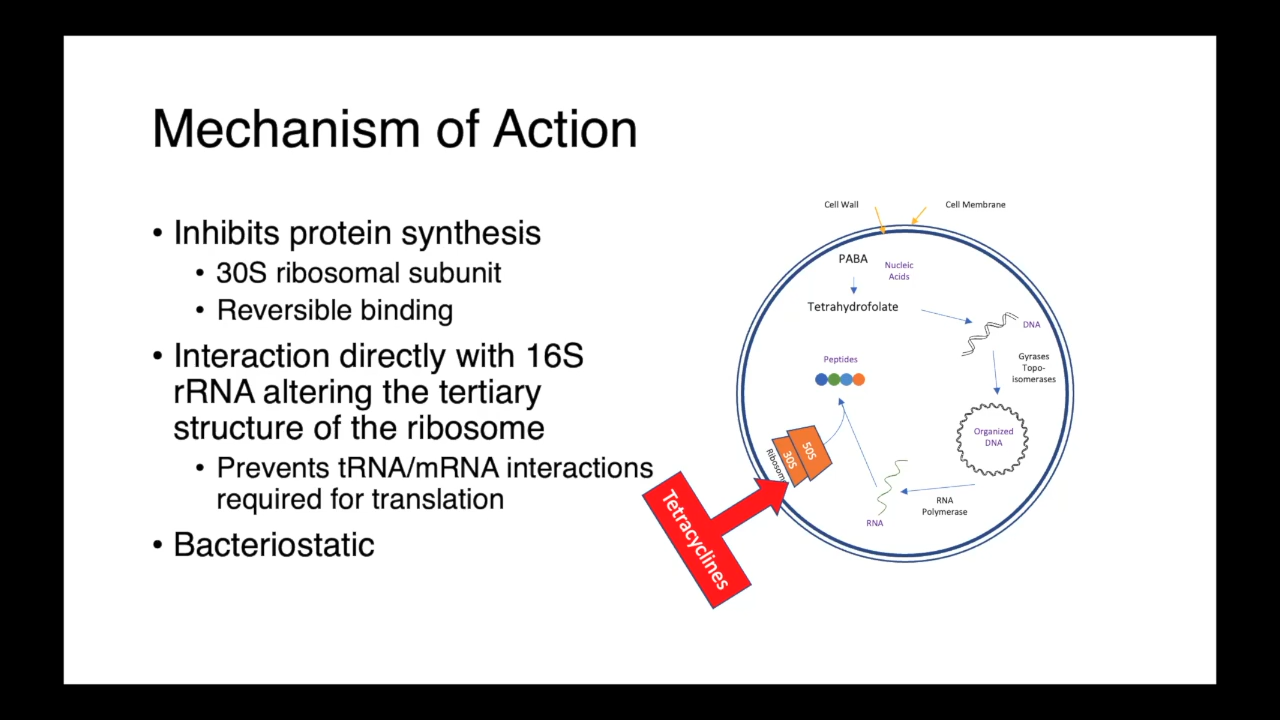 Mechanism of Action
• Inhibits protein synthesis
• 30S ribosomal subunit
• Reversible binding
• Interaction directly with 16S
rRNA altering the tertiary
structure of the ribosome
• Prevents tRNA/mRNA interactions
required for translation
• Bacteriostatic
Cell Wall
Cell Membrane
PABA
Nucleic
Acids
Tetrahydrofolate
DNA
Peptides
Gyrases
Topo-
isomerases
Organized
DNA
50S
30S
RNA
Polymerase
RNA
Tetracyclines